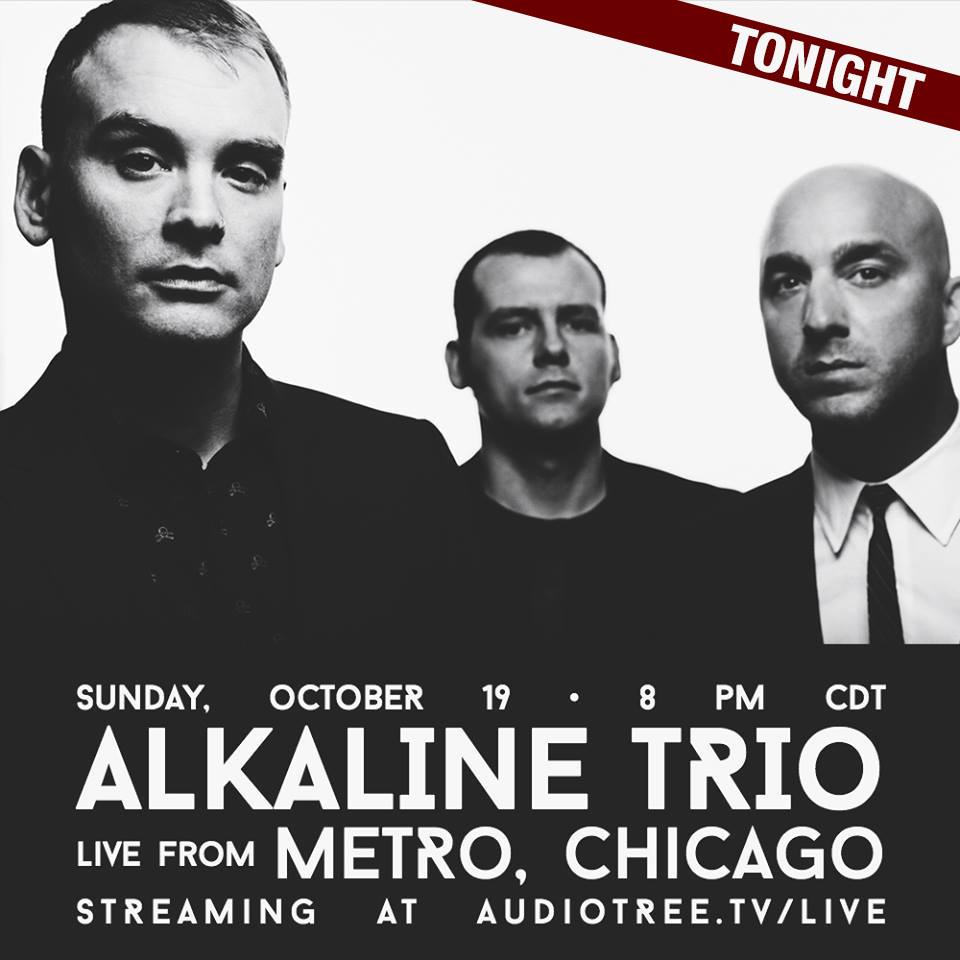 TONIGHT
SUNDAY, OCTOBER 19 • 8 PM CDT
ALKALINE TRIO
LIVE FROM METRO, CHICAGO
STREAMING AT AUDIOTREE.TV/LIVE